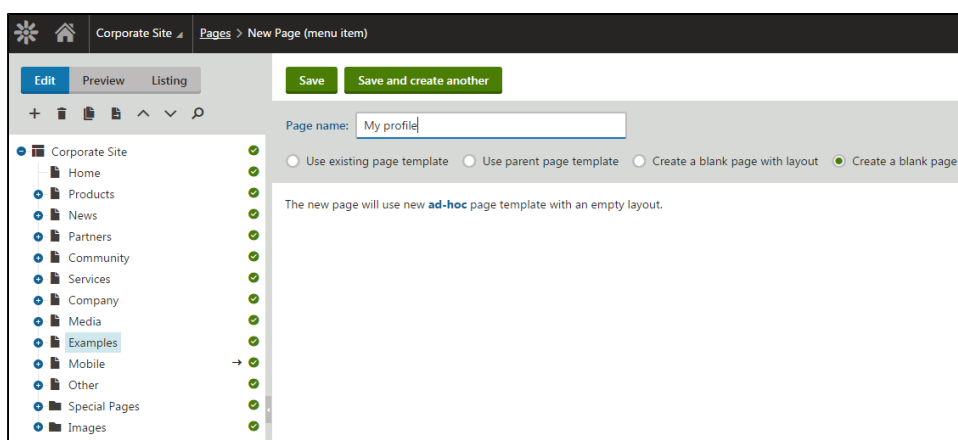 Corporate Site Pages > New Page (menu item)
Edit Preview Listing
Save Save and create another
Page name: My profile
Use existing page template Use parent page template Create a blank page with layout Create a blank page
The new page will use new ad-hoc page template with an empty layout.
Corporate Site
Home
Products
News
Partners
Community
Services
Company
Media
Examples
Mobile
Other
Special Pages
Images